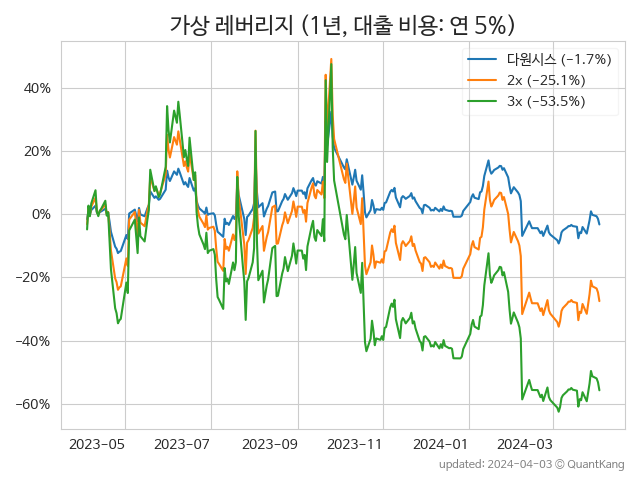 가상 레버리지 (1년, 대출 비용: 연 5%)
다원시스 (−1.7%)
2x (−25.1%)
3x (−53.5%)
40%
20%
0%
−20%
−40%
−60%
2023-05
2023-07
2023-09
2023-11
2024-01
2024-03
updated: 2024-04-03 © QuantKang